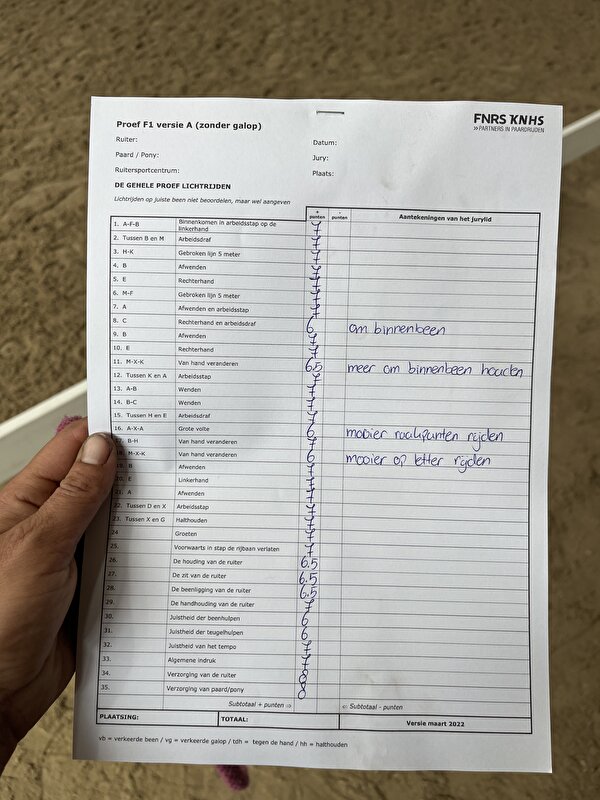 FNRS KNHS
>> PARTNERS IN PAARDRIJDEN
Proef F1 versie A (zonder galop)
Ruiter: Datum:
Paard / Pony: Jury:
Ruitersportcentrum: Plaats:
DE GEHELE PROEF LICHTRIJDEN
Lichtrijden op juiste been niet beoordelen, maar wel aangeven
+ punten - punten Aantekeningen van het jurylid
1. A-F-B Binnenkomen in arbeidsstap op de linkerhand 7
2. Tussen B en M Arbeidsdraf 7
3. H-K Gebroken lijn 5 meter 7
4. B Afwenden 7
5. E Rechterhand 7
6. M-F Gebroken lijn 5 meter 7
7. A Afwenden en arbeidsstap 7
8. C Rechterhand en arbeidsdraf 6 om binnenbeen
9. B Afwenden 7
10. E Rechterhand 7
11. M-X-K Van hand veranderen 6.5 meer om binnenbeen houden
12. Tussen K en A Arbeidsstap 7
13. A-B Wenden 7
14. B-C Wenden 7
15. Tussen H en E Arbeidsdraf 7
16. A-X-A Grote volte 6 mooier raakpunten rijden
17. B-H Van hand veranderen 7
18. M-X-K Van hand veranderen 6 mooier op letter rijden
19. B Afwenden 7
20. E Linkerhand 7
21. A Afwenden 7
22. Tussen D en X Arbeidsstap 7
23. Tussen X en G Halthouden 7
24 Groeten 7
25. Voorwaarts in stap de rijbaan verlaten 7
26. De houding van de ruiter 6.5
27. De zit van de ruiter 6.5
28. De beenligging van de ruiter 6.5
29. De handhouding van de ruiter 7
30. Juistheid der beenhulpen 6
31. Juistheid der teugelhulpen 6
32. Juistheid van het tempo 7
33. Algemene indruk 7
34. Verzorging van de ruiter 8
35. Verzorging van paard/pony 8
Subtotaal + punten ⇒ ⇐ Subtotaal - punten
PLAATSING: TOTAAL: Versie maart 2022
vb = verkeerde been / vg = verkeerde galop / tdh = tegen de hand / hh = halthouden